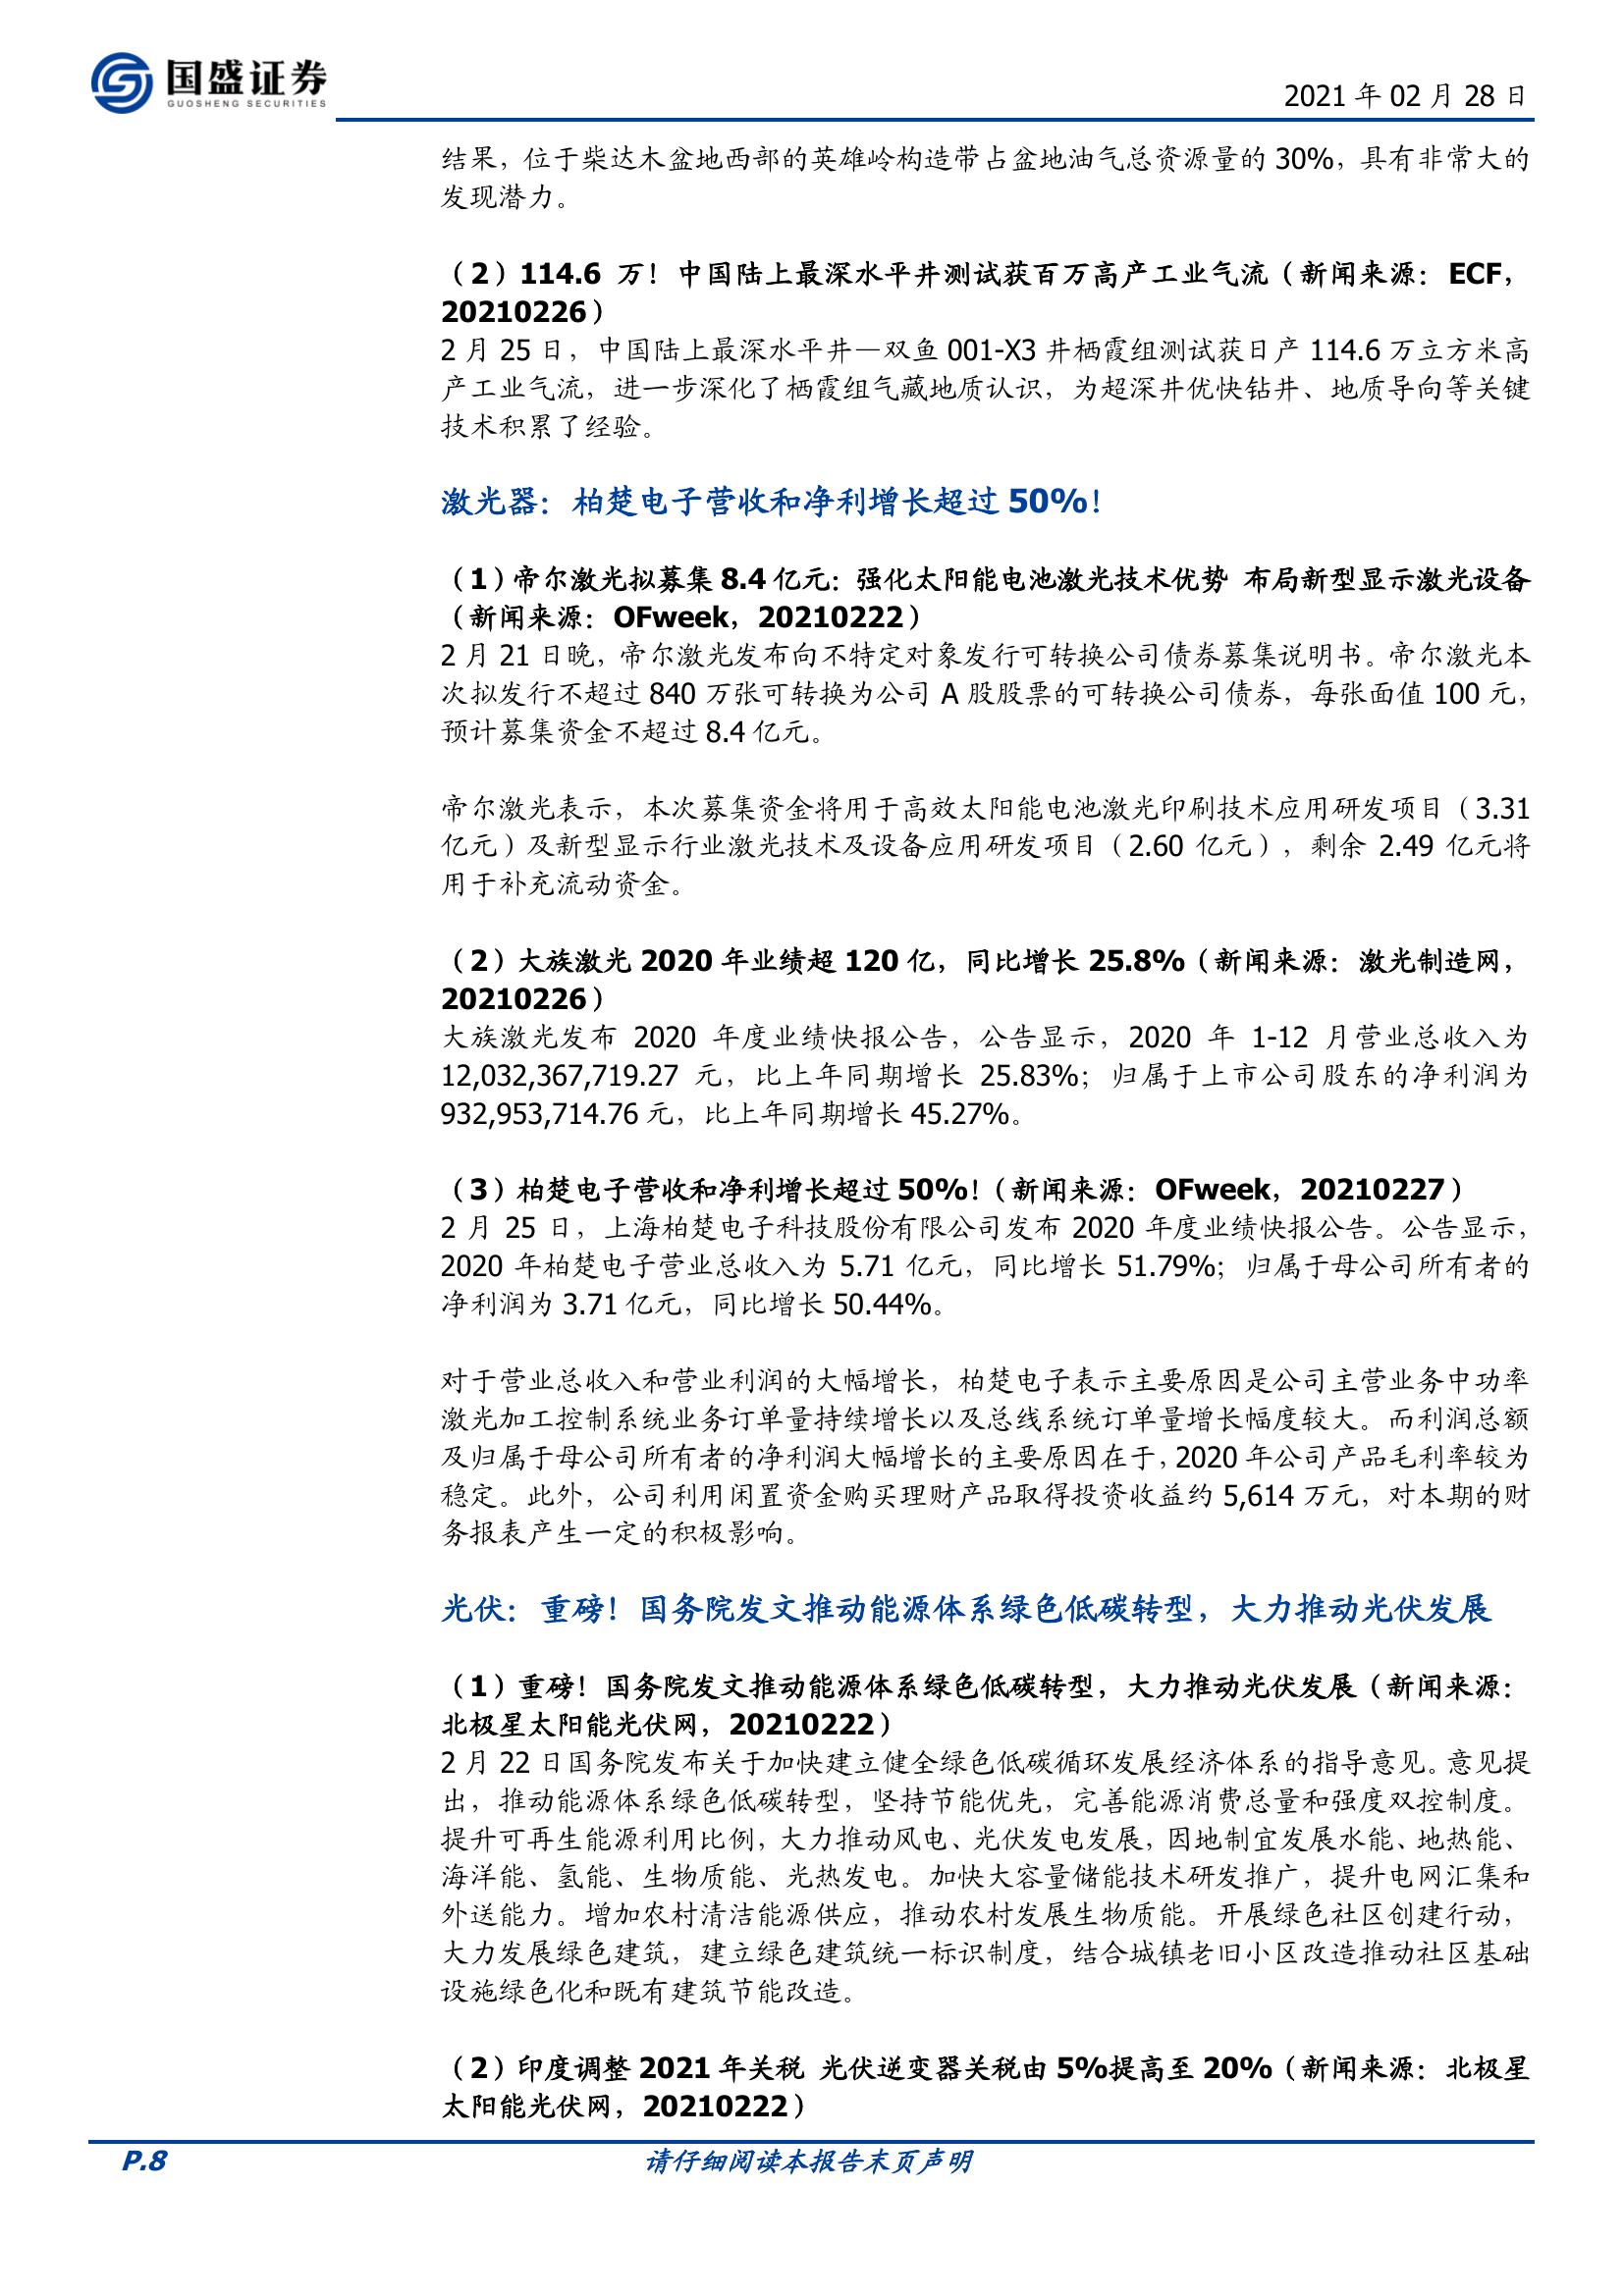 国盛证券
GUOSHENG SECURITIES
2021 年 02 月 28 日
结果，位于柴达木盆地西部的英雄岭构造带占盆地油气总资源量的 30%，具有非常大的
发现潜力。
（2）114.6 万！中国陆上最深水平井测试获百万高产工业气流（新闻来源：ECF，
20210226）
2 月 25 日，中国陆上最深水平井—双鱼 001-X3 井栖霞组测试获日产 114.6 万立方米高
产工业气流，进一步深化了栖霞组气藏地质认识，为超深井优快钻井、地质导向等关键
技术积累了经验。
激光器：柏楚电子营收和净利增长超过 50%！
（1）帝尔激光拟募集 8.4 亿元：强化太阳能电池激光技术优势 布局新型显示激光设备
（新闻来源：OFweek，20210222）
2 月 21 日晚，帝尔激光发布向不特定对象发行可转换公司债券募集说明书。帝尔激光本
次拟发行不超过 840 万张可转换为公司 A 股股票的可转换公司债券，每张面值 100 元，
预计募集资金不超过 8.4 亿元。
帝尔激光表示，本次募集资金将用于高效太阳能电池激光印刷技术应用研发项目（3.31
亿元）及新型显示行业激光技术及设备应用研发项目（2.60 亿元），剩余 2.49 亿元将
用于补充流动资金。
（2）大族激光 2020 年业绩超 120 亿，同比增长 25.8%（新闻来源：激光制造网，
20210226）
大族激光发布 2020 年度业绩快报公告，公告显示，2020 年 1-12 月营业总收入为
12,032,367,719.27 元，比上年同期增长 25.83%；归属于上市公司股东的净利润为
932,953,714.76 元，比上年同期增长 45.27%。
（3）柏楚电子营收和净利增长超过 50%！（新闻来源：OFweek，20210227）
2 月 25 日，上海柏楚电子科技股份有限公司发布 2020 年度业绩快报公告。公告显示，
2020 年柏楚电子营业总收入为 5.71 亿元，同比增长 51.79%；归属于母公司所有者的
净利润为 3.71 亿元，同比增长 50.44%。
对于营业总收入和营业利润的大幅增长，柏楚电子表示主要原因是公司主营业务中功率
激光加工控制系统业务订单量持续增长以及总线系统订单量增长幅度较大。而利润总额
及归属于母公司所有者的净利润大幅增长的主要原因在于，2020 年公司产品毛利率较为
稳定。此外，公司利用闲置资金购买理财产品取得投资收益约 5,614 万元，对本期的财
务报表产生一定的积极影响。
光伏：重磅！国务院发文推动能源体系绿色低碳转型，大力推动光伏发展
（1）重磅！国务院发文推动能源体系绿色低碳转型，大力推动光伏发展（新闻来源：
北极星太阳能光伏网，20210222）
2 月 22 日国务院发布关于加快建立健全绿色低碳循环发展经济体系的指导意见。意见提
出，推动能源体系绿色低碳转型，坚持节能优先，完善能源消费总量和强度双控制度。
提升可再生能源利用比例，大力推动风电、光伏发电发展，因地制宜发展水能、地热能、
海洋能、氢能、生物质能、光热发电。加快大容量储能技术研发推广，提升电网汇集和
外送能力。增加农村清洁能源供应，推动农村发展生物质能。开展绿色社区创建行动，
大力发展绿色建筑，建立绿色建筑统一标识制度，结合城镇老旧小区改造推动社区基础
设施绿色化和既有建筑节能改造。
（2）印度调整 2021 年关税 光伏逆变器关税由 5%提高至 20%（新闻来源：北极星
太阳能光伏网，20210222）
P.8
请仔细阅读本报告末页声明